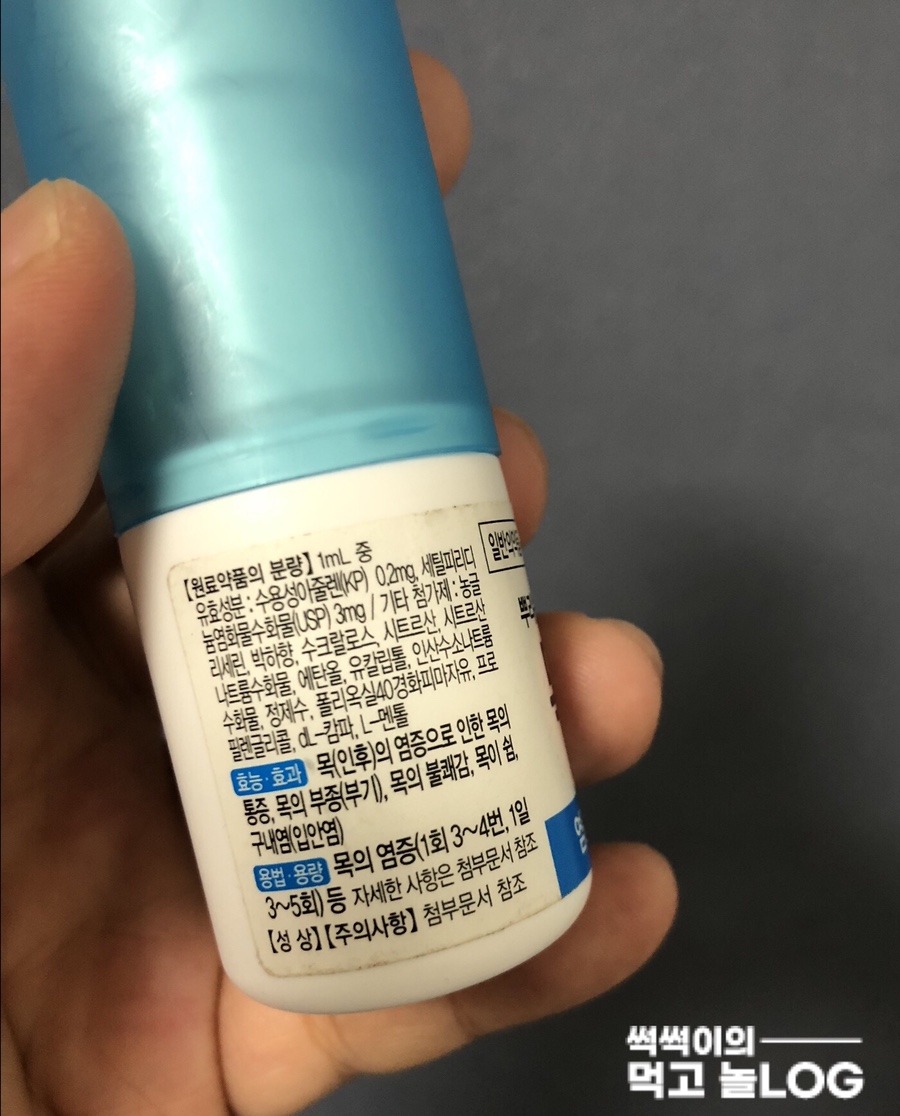 【원료약품의 분량】 1mL 중
유효성분 : 수용성아줄렌(KP) 0.2mg, 세틸피리디
늄염화물수화물(USP) 3mg / 기타 첨가제 : 농글
리세린, 박하향, 수크랄로스, 시트르산, 시트르산
나트륨수화물, 에탄올, 유칼립톨, 인산수소나트륨
수화물, 정제수, 폴리옥실40경화피마자유, 프로
필렌글리콜, dL-캄파, L-멘톨
효능·효과 목(인후)의 염증으로 인한 목의
통증, 목의 부종(부기), 목의 불쾌감, 목이 쉼,
구내염(입안염)
용법·용량 목의 염증(1회 3~4번, 1일
3~5회) 등 자세한 사항은 첨부문서 참조
【성 상】【주의사항】 첨부문서 참조
일반의약
썩썩이의
먹고 놀LOG